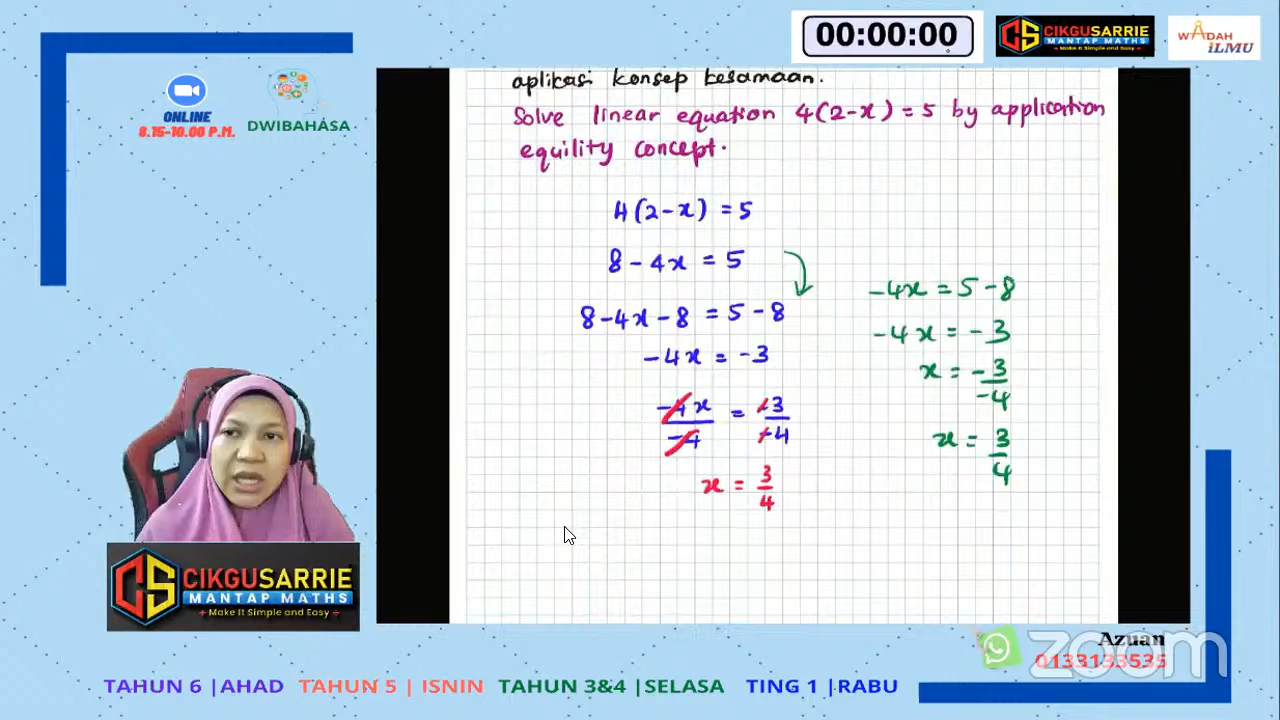 00:00:00
CS CIKGUSARRIE
MANTAP MATHS
Make It Simple and Easy
WADAH
iLMU
ONLINE
8.15-10.00 P.M.
DWIBAHASA
aplikasi konsep kesamaan.
Solve linear equation 4(2-x) = 5 by application
equility concept.
4(2-x) = 5
8 - 4x = 5
8 - 4x - 8 = 5 - 8
-4x = -3
-4x/-4 = -3/-4
x = 3/4
-4x = 5 - 8
-4x = -3
x = -3/-4
x = 3/4
CS CIKGUSARRIE
MANTAP MATHS
+ Make It Simple and Easy +
Azuan
0133133535
zoom
TAHUN 6 |AHAD TAHUN 5 | ISNIN TAHUN 3&4 |SELASA TING 1 |RABU